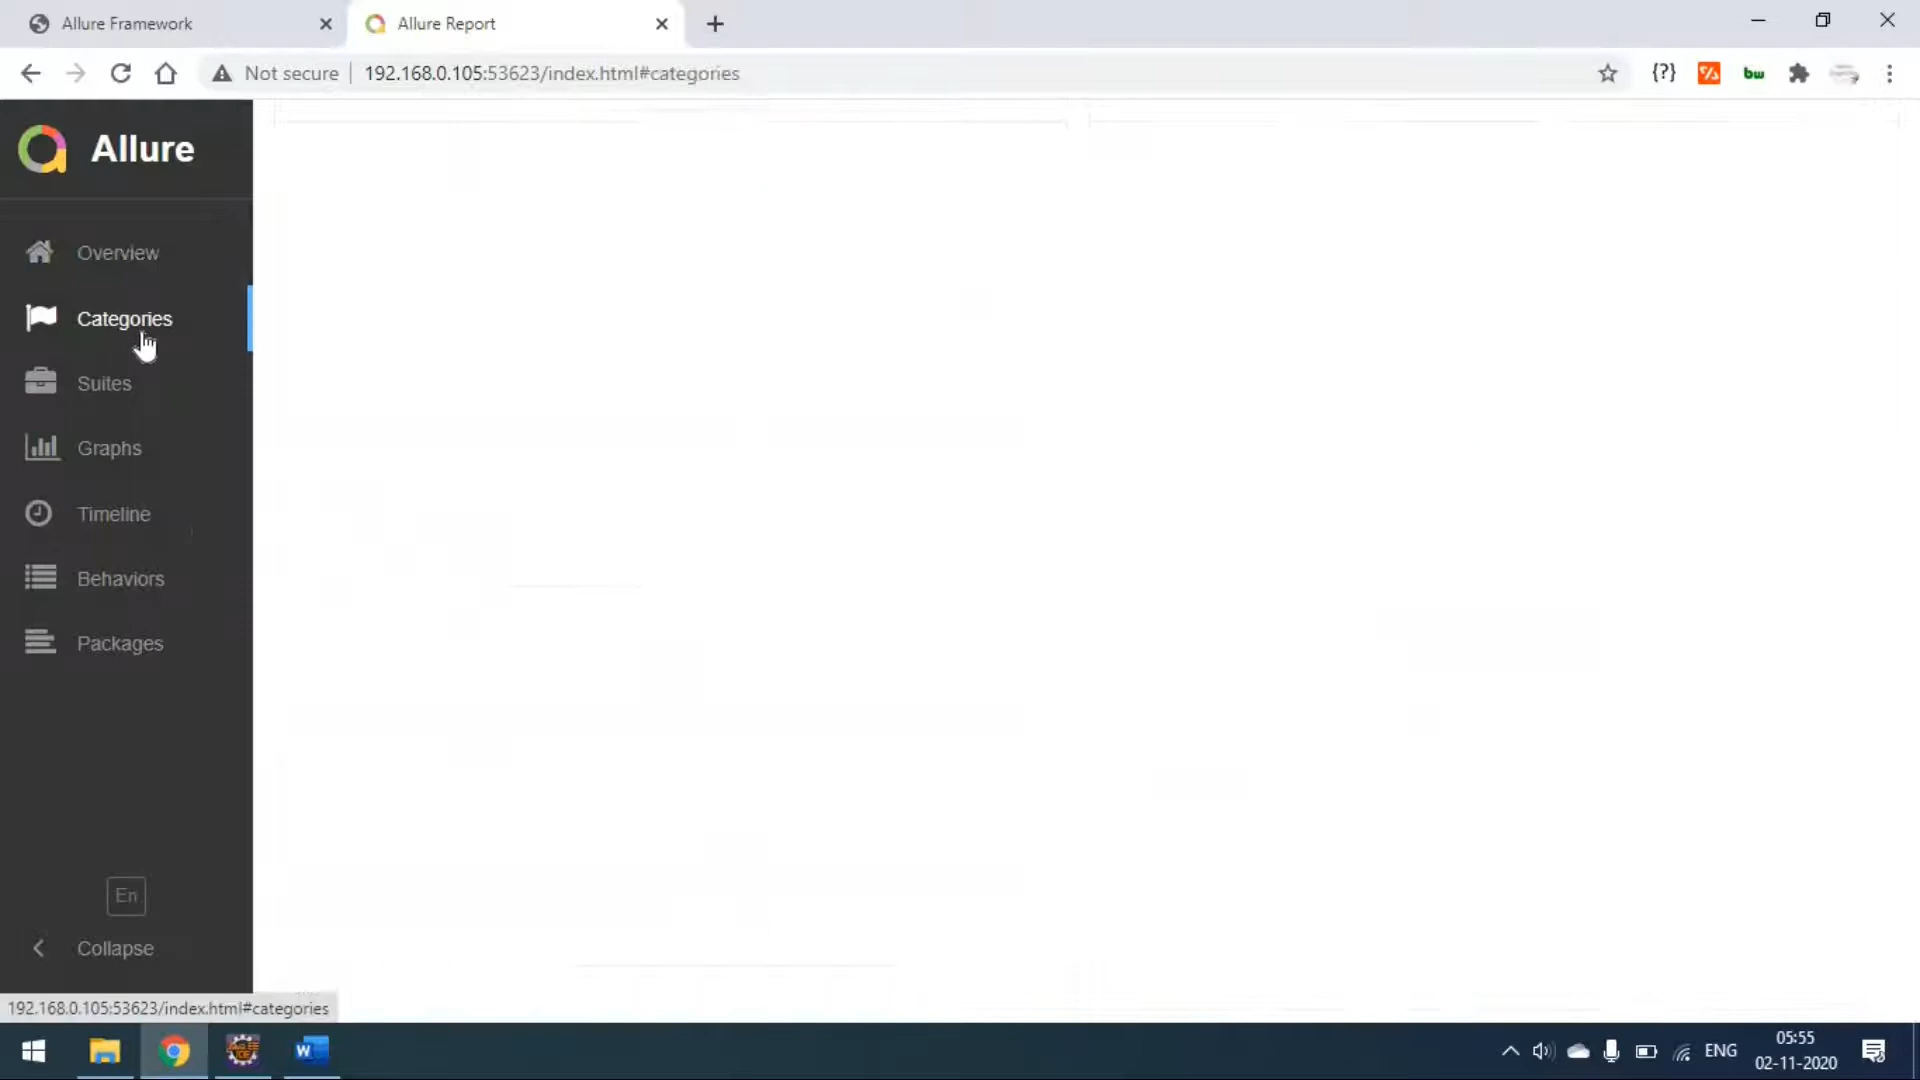 Allure Framework
Allure Report
Not secure
192.168.0.105:53623/index.html#categories
{?}
bw
Allure
Overview
Categories
Suites
Graphs
Timeline
Behaviors
Packages
En
Collapse
192.168.0.105:53623/index.html#categories
W
ENG
05:55
02-11-2020